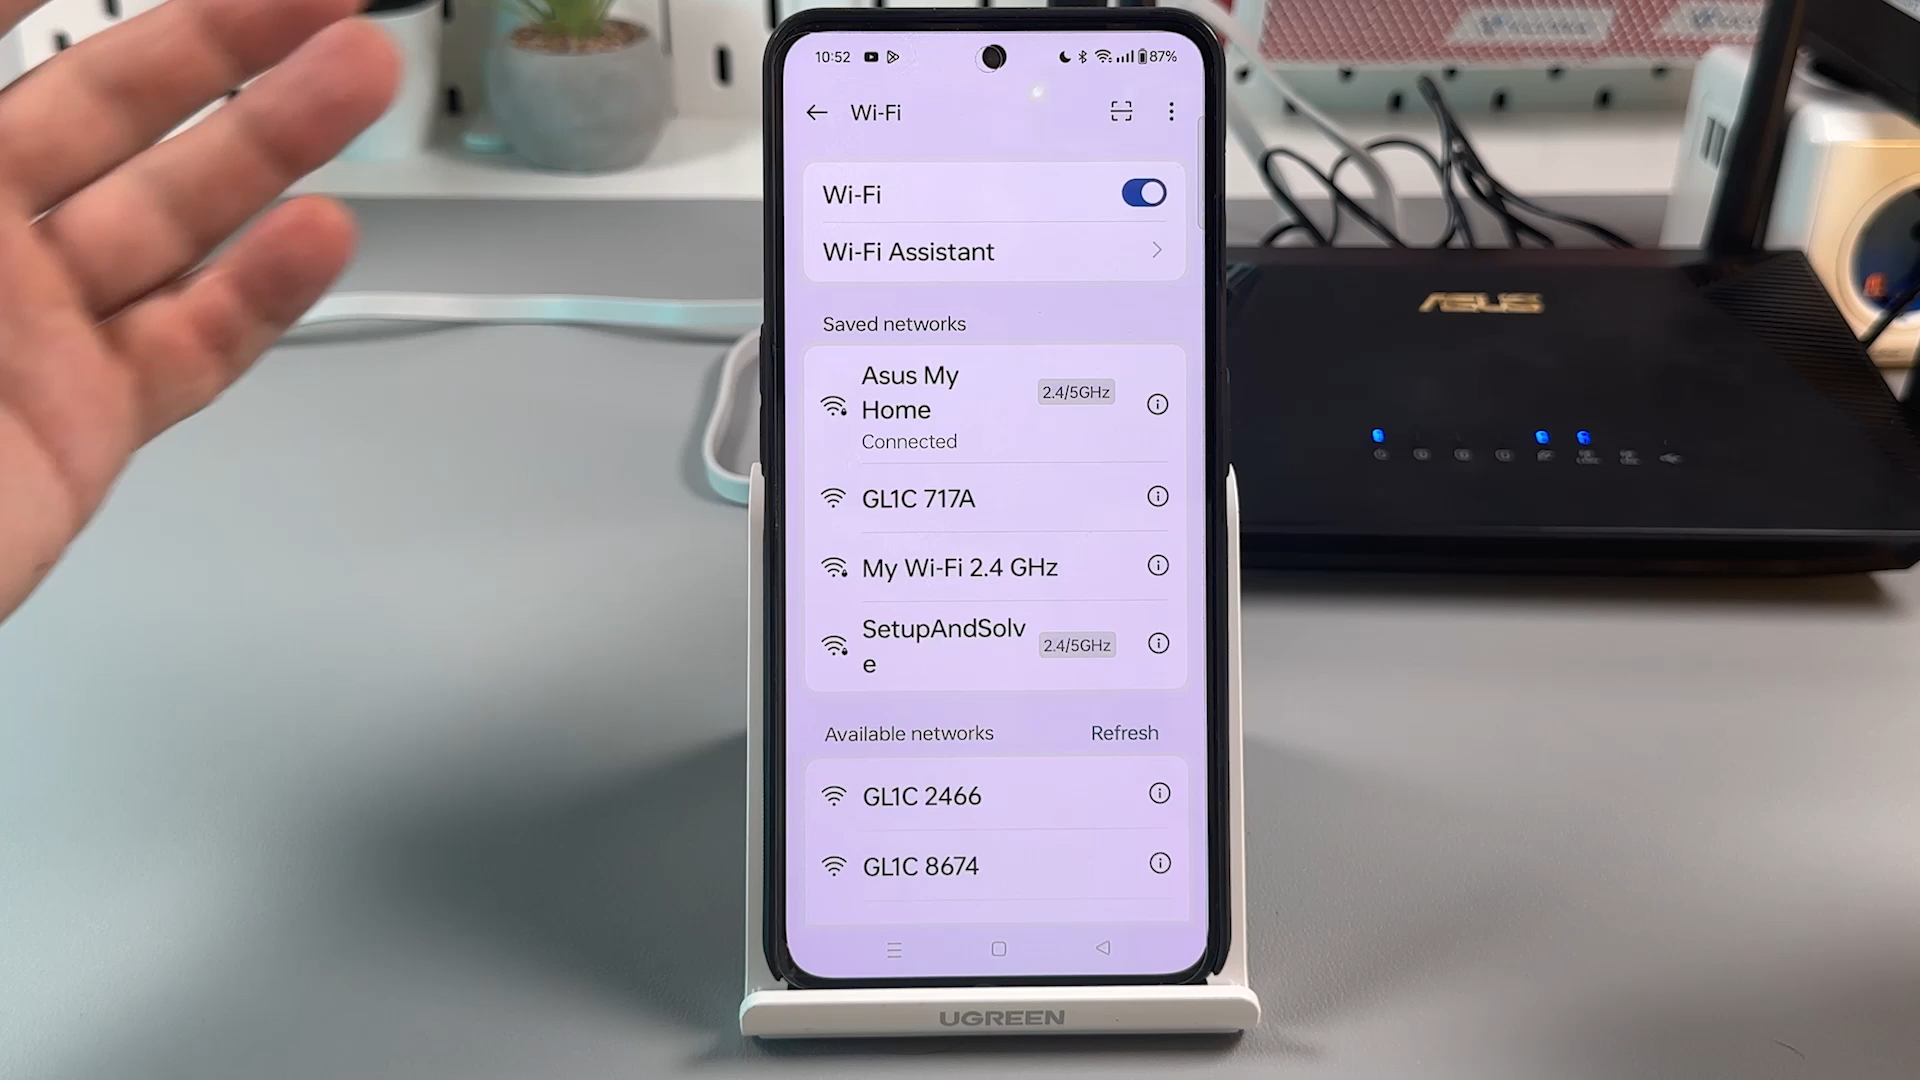 10:52
87%
Wi-Fi
Wi-Fi
Wi-Fi Assistant
Saved networks
Asus My
Home
2.4/5GHz
Connected
GL1C 717A
My Wi-Fi 2.4 GHz
SetupAndSolv
e
2.4/5GHz
Available networks
Refresh
GL1C 2466
GL1C 8674
UGREEN
ASUS